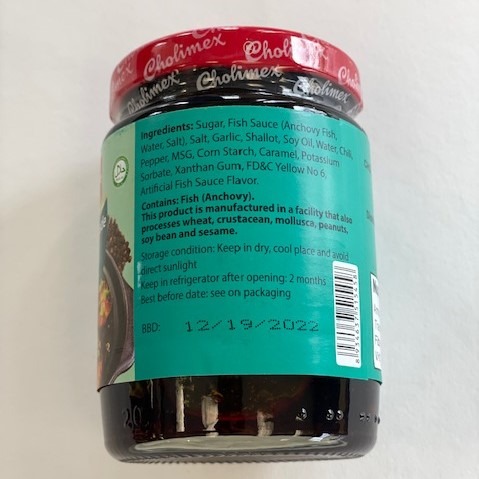 Cholimex Cholimex Cho
Cholimex Cholimex Cholimex
Ingredients: Sugar, Fish Sauce (Anchovy Fish,
Water, Salt), Salt, Garlic, Shallot, Soy Oil, Water, Chili,
Pepper, MSG, Corn Starch, Caramel, Potassium
Sorbate, Xanthan Gum, FD&C Yellow No 6,
Artificial Fish Sauce Flavor.
Contains: Fish (Anchovy).
This product is manufactured in a facility that also
processes wheat, crustacean, mollusca, peanuts,
soy bean and sesame.
Storage condition: Keep in dry, cool place and avoid
direct sunlight
Keep in refrigerator after opening: 2 months
Best before date: see on packaging
BBD: 12/19/2022